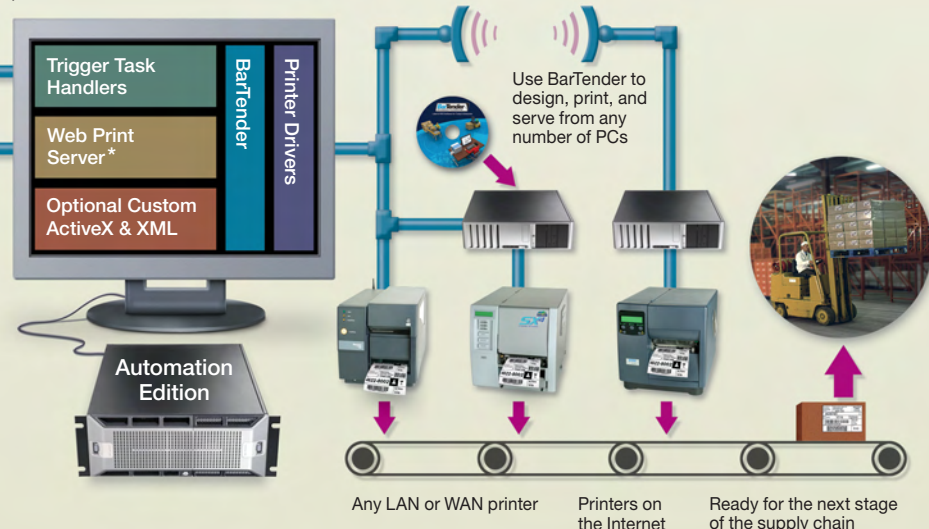 Trigger Task
Handlers
Web Print
Server*
Optional Custom
ActiveX & XML
BarTender
Printer Drivers
Automation
Edition
BarTender
Use BarTender to
design, print, and
serve from any
number of PCs
Any LAN or WAN printer
Printers on
the Internet
Ready for the next stage
of the supply chain